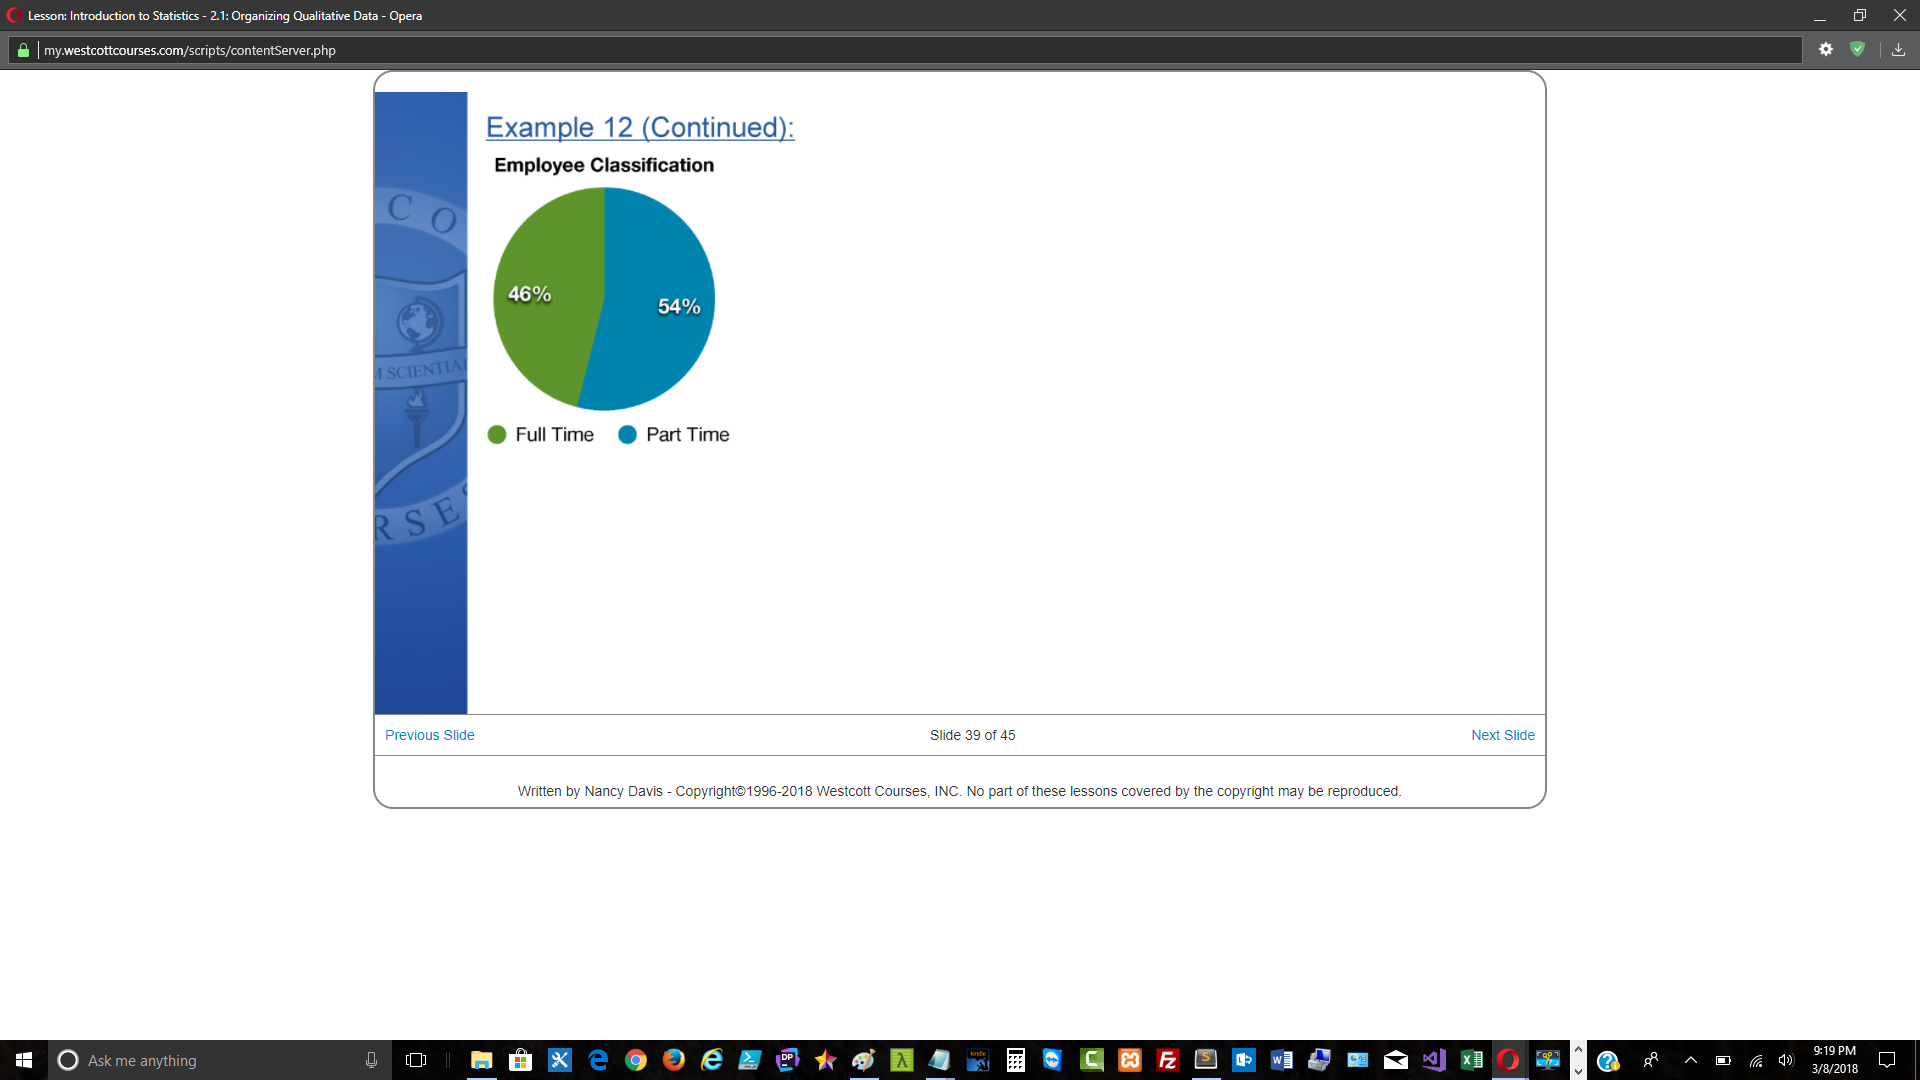 Lesson: Introduction to Statistics - 2.1: Organizing Qualitative Data - Opera
my.westcottcourses.com/scripts/contentServer.php
Example 12 (Continued):
Employee Classification
46%
54%
Full Time
Part Time
C O
M SCIENTIA
R S E
Previous Slide
Slide 39 of 45
Next Slide
Written by Nancy Davis - Copyright©1996-2018 Westcott Courses, INC. No part of these lessons covered by the copyright may be reproduced.
Ask me anything
DP
kindle
9:19 PM
3/8/2018